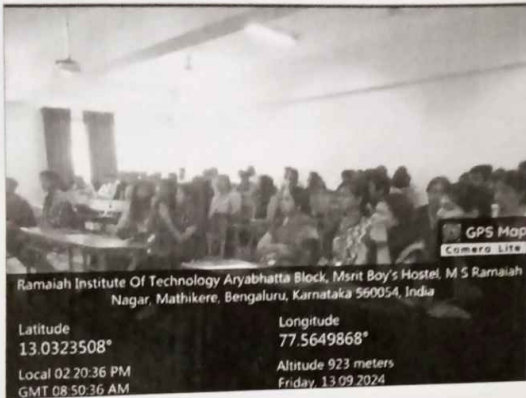 GPS Map
Camera Lite
Ramaiah Institute Of Technology Aryabhatta Block, Msrit Boy's Hostel, M S Ramaiah
Nagar, Mathikere, Bengaluru, Karnataka 560054, India
Latitude
13.0323508°
Longitude
77.5649868°
Local 02:20:36 PM
GMT 08:50:36 AM
Altitude 923 meters
Friday, 13.09.2024